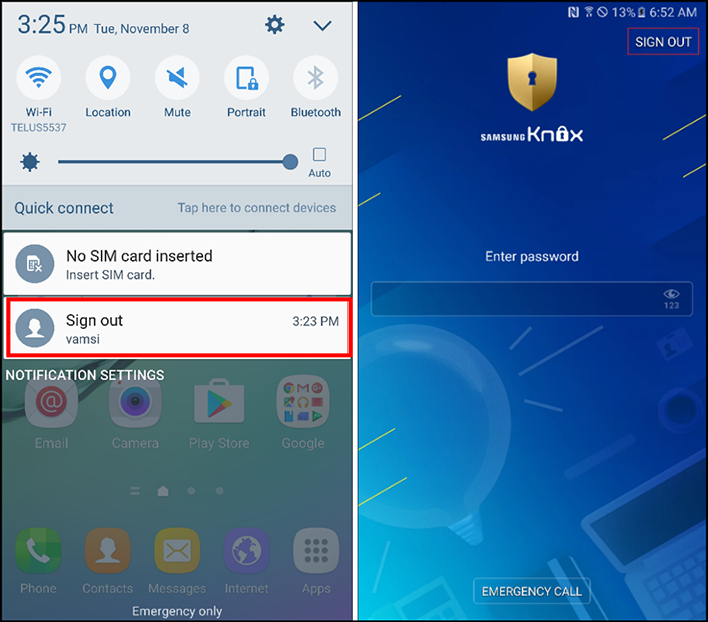 3:25 PM Tue, November 8
Wi-Fi Location Mute Portrait Bluetooth
TELUS5537
Auto
Quick connect Tap here to connect devices
No SIM card inserted
Insert SIM card.
Sign out 3:23 PM
vamsi
NOTIFICATION SETTINGS
Email Camera Play Store Google
Phone Contacts Messages Internet Apps
Emergency only
13% 6:52 AM
SIGN OUT
SAMSUNG Knox
Enter password
123
EMERGENCY CALL